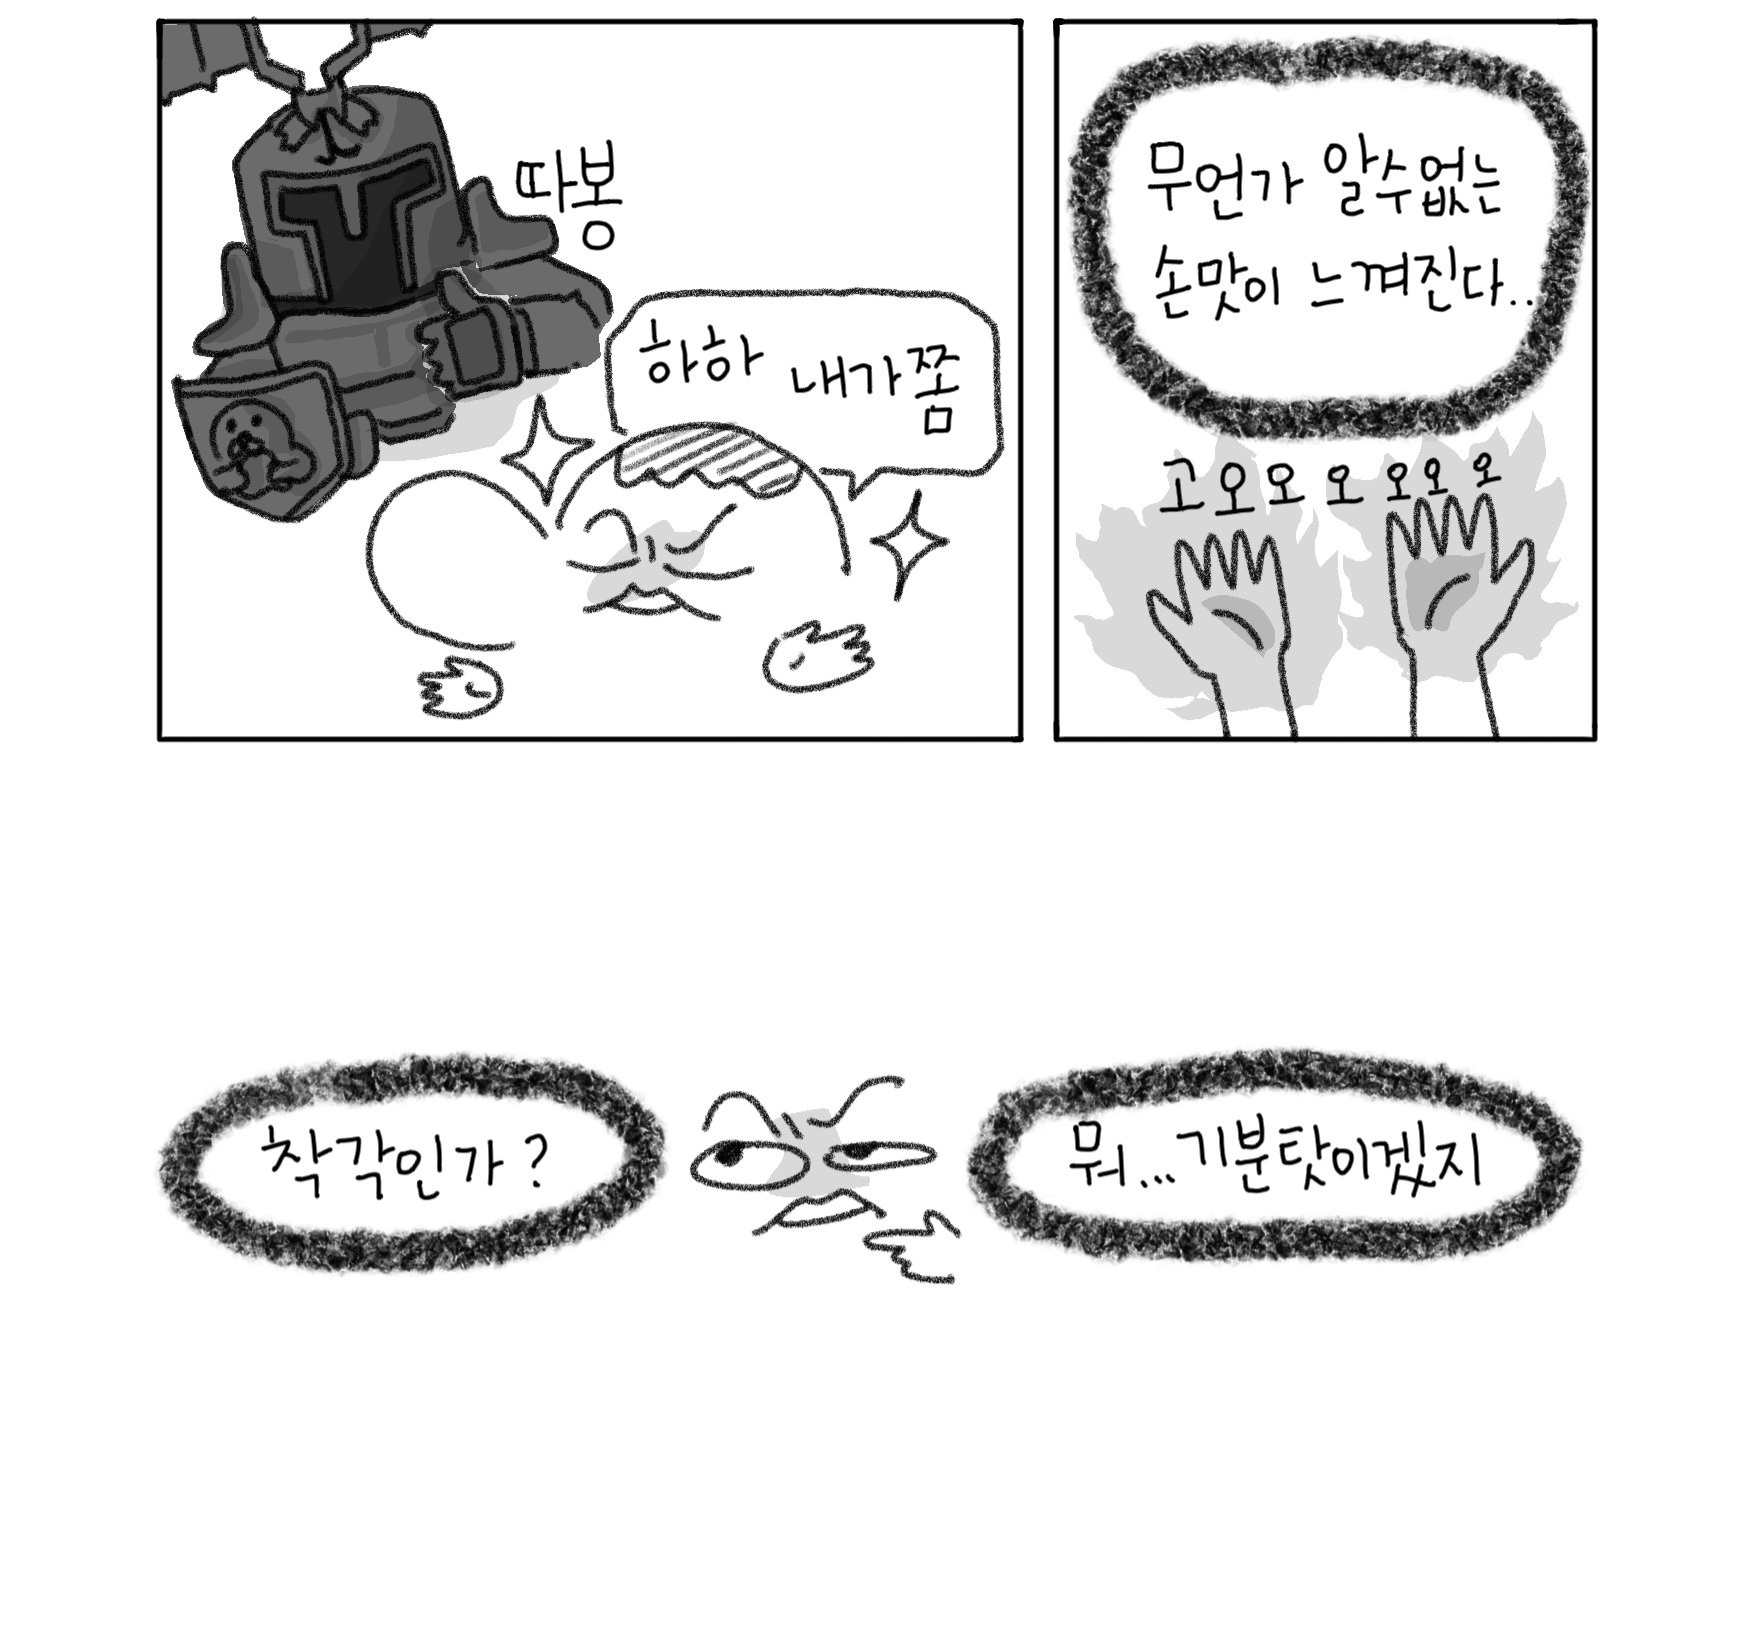 따봉
하하 내가쫌
무언가 알수없는
손맛이 느껴진다..
고오오 오 오오오
착각인가?
뭐...기분탓이겠지